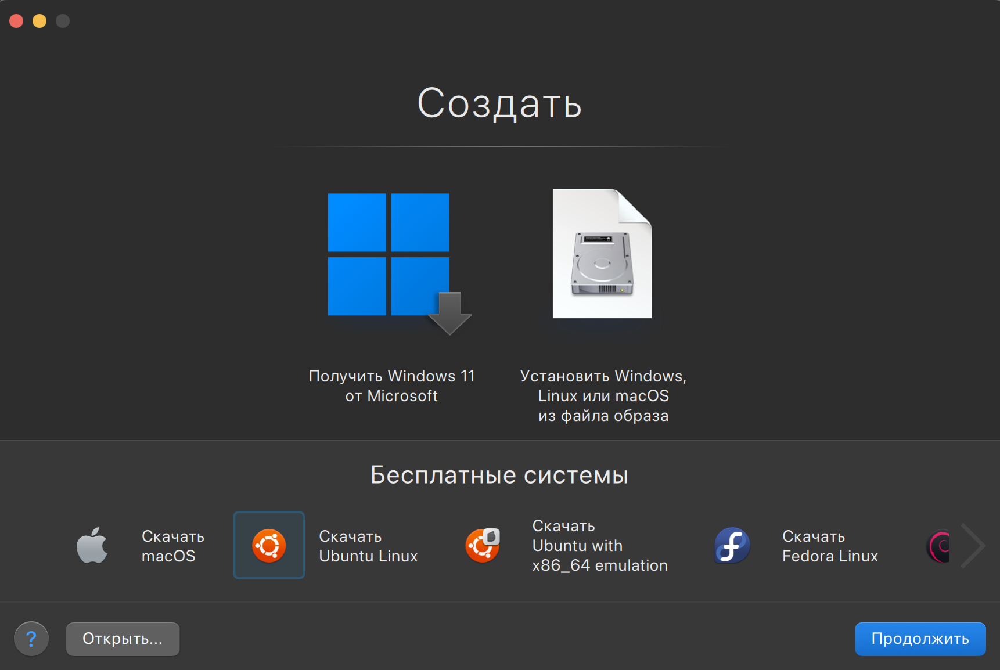 Создать
Получить Windows 11
от Microsoft
Установить Windows,
Linux или macOS
из файла образа
Бесплатные системы
Скачать
macOS
Скачать
Ubuntu Linux
Скачать
Ubuntu with
x86_64 emulation
Скачать
Fedora Linux
?
Открыть...
Продолжить